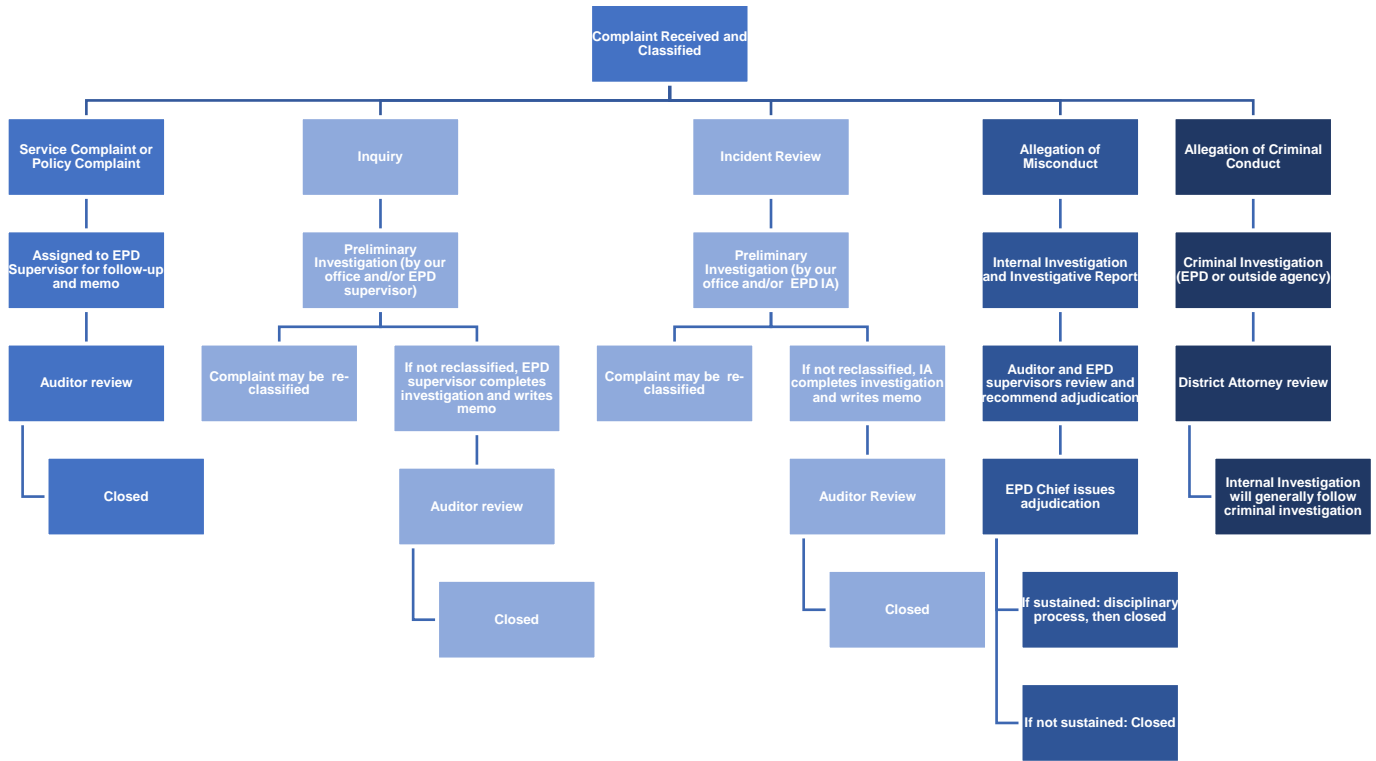 Complaint Received and
Classified
Service Complaint or
Policy Complaint
Inquiry
Incident Review
Allegation of
Misconduct
Allegation of Criminal
Conduct
Assigned to EPD
Supervisor for follow-up
and memo
Preliminary
Investigation (by our
office and/or EPD
supervisor)
Preliminary
Investigation (by our
office and/or EPD IA)
Internal Investigation
and Investigative Report
Criminal Investigation
(EPD or outside agency)
Auditor review
Complaint may be re-
classified
If not reclassified, EPD
supervisor completes
investigation and writes
memo
Complaint may be re-
classified
If not reclassified, IA
completes investigation
and writes memo
Auditor and EPD
supervisors review and
recommend adjudication
District Attorney review
Closed
Auditor review
Auditor Review
EPD Chief issues
adjudication
Internal Investigation
will generally follow
criminal investigation
Closed
Closed
If sustained: disciplinary
process, then closed
If not sustained: Closed